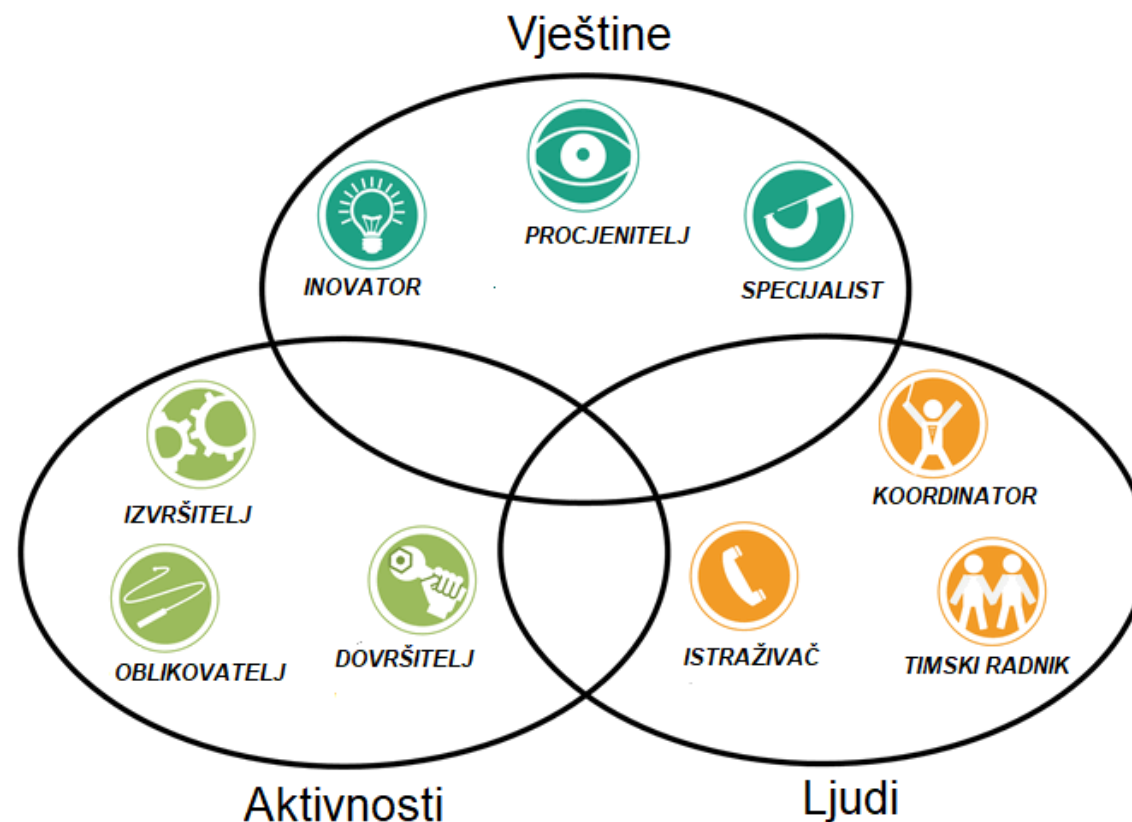 Vještine
PROCJENITELJ
INOVATOR
SPECIJALIST
IZVRŠITELJ
KOORDINATOR
OBLIKOVATELJ
DOVRŠITELJ
ISTRAŽIVAČ
TIMSKI RADNIK
Aktivnosti
Ljudi